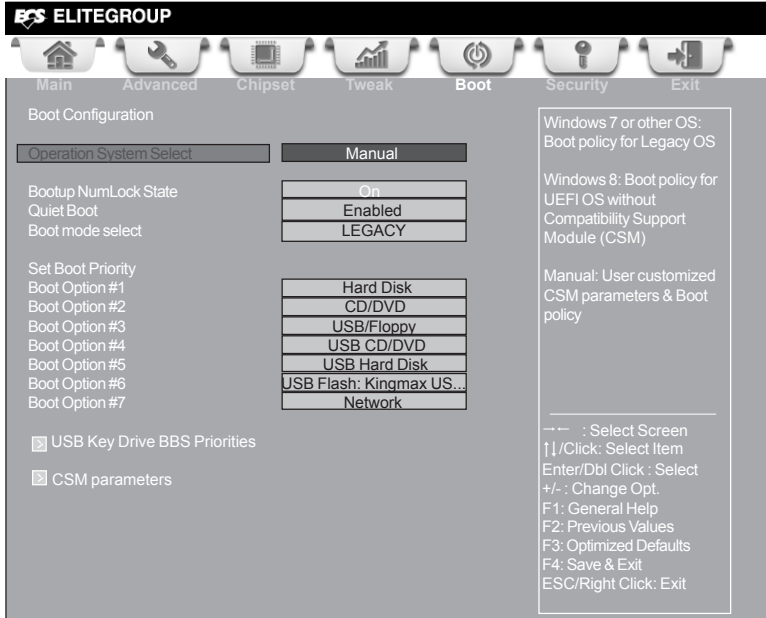 ECS ELITEGROUP
Main Advanced Chipset Tweak Boot Security Exit
Boot Configuration
Operation System Select Manual
Bootup NumLock State On
Quiet Boot Enabled
Boot mode select LEGACY
Set Boot Priority
Boot Option #1 Hard Disk
Boot Option #2 CD/DVD
Boot Option #3 USB/Floppy
Boot Option #4 USB CD/DVD
Boot Option #5 USB Hard Disk
Boot Option #6 USB Flash: Kingmax US...
Boot Option #7 Network
USB Key Drive BBS Priorities
CSM parameters
Windows 7 or other OS:
Boot policy for Legacy OS
Windows 8: Boot policy for
UEFI OS without
Compatibility Support
Module (CSM)
Manual: User customized
CSM parameters & Boot
policy
→← : Select Screen
↑↓/Click: Select Item
Enter/Dbl Click : Select
+/- : Change Opt.
F1: General Help
F2: Previous Values
F3: Optimized Defaults
F4: Save & Exit
ESC/Right Click: Exit